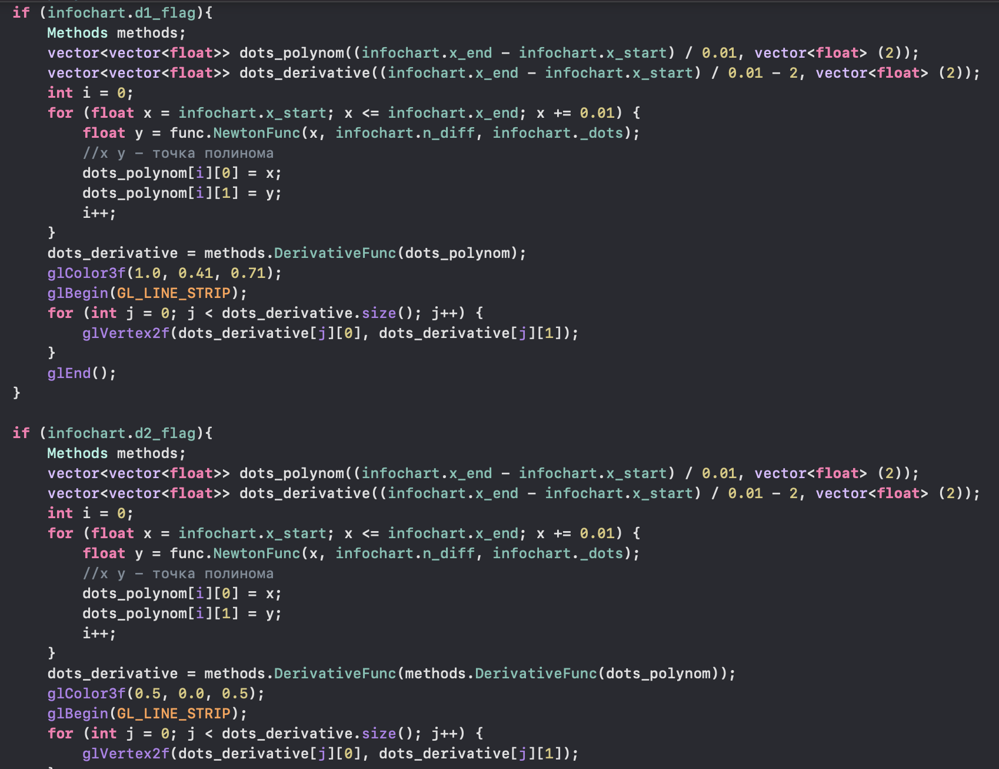 if (infochart.d1_flag){
    Methods methods;
    vector<vector<float>> dots_polynom((infochart.x_end - infochart.x_start) / 0.01, vector<float> (2));
    vector<vector<float>> dots_derivative((infochart.x_end - infochart.x_start) / 0.01 - 2, vector<float> (2));
    int i = 0;
    for (float x = infochart.x_start; x <= infochart.x_end; x += 0.01) {
        float y = func.NewtonFunc(x, infochart.n_diff, infochart._dots);
        //x y - точка полинома
        dots_polynom[i][0] = x;
        dots_polynom[i][1] = y;
        i++;
    }
    dots_derivative = methods.DerivativeFunc(dots_polynom);
    glColor3f(1.0, 0.41, 0.71);
    glBegin(GL_LINE_STRIP);
    for (int j = 0; j < dots_derivative.size(); j++) {
        glVertex2f(dots_derivative[j][0], dots_derivative[j][1]);
    }
    glEnd();
}

if (infochart.d2_flag){
    Methods methods;
    vector<vector<float>> dots_polynom((infochart.x_end - infochart.x_start) / 0.01, vector<float> (2));
    vector<vector<float>> dots_derivative((infochart.x_end - infochart.x_start) / 0.01 - 2, vector<float> (2));
    int i = 0;
    for (float x = infochart.x_start; x <= infochart.x_end; x += 0.01) {
        float y = func.NewtonFunc(x, infochart.n_diff, infochart._dots);
        //x y - точка полинома
        dots_polynom[i][0] = x;
        dots_polynom[i][1] = y;
        i++;
    }
    dots_derivative = methods.DerivativeFunc(methods.DerivativeFunc(dots_polynom));
    glColor3f(0.5, 0.0, 0.5);
    glBegin(GL_LINE_STRIP);
    for (int j = 0; j < dots_derivative.size(); j++) {
        glVertex2f(dots_derivative[j][0], dots_derivative[j][1]);